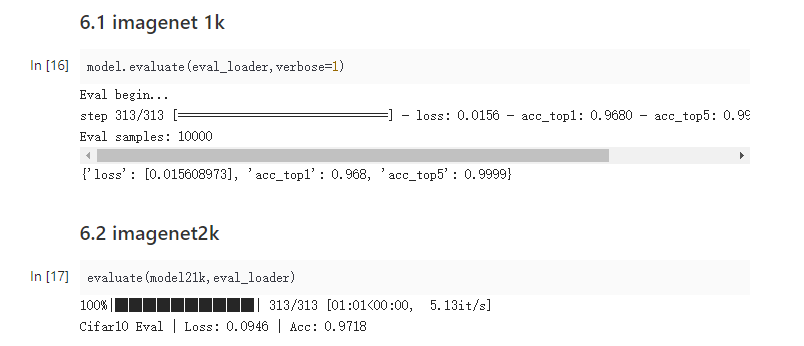 6.1 imagenet 1k
In [16]
model.evaluate(eval_loader,verbose=1)
Eval begin...
step 313/313 [==============================] - loss: 0.0156 - acc_top1: 0.9680 - acc_top5: 0.99
Eval samples: 10000
{'loss': [0.015608973], 'acc_top1': 0.968, 'acc_top5': 0.9999}
6.2 imagenet2k
In [17]
evaluate(model21k,eval_loader)
100%|██████████| 313/313 [01:01<00:00, 5.13it/s]
Cifar10 Eval | Loss: 0.0946 | Acc: 0.9718